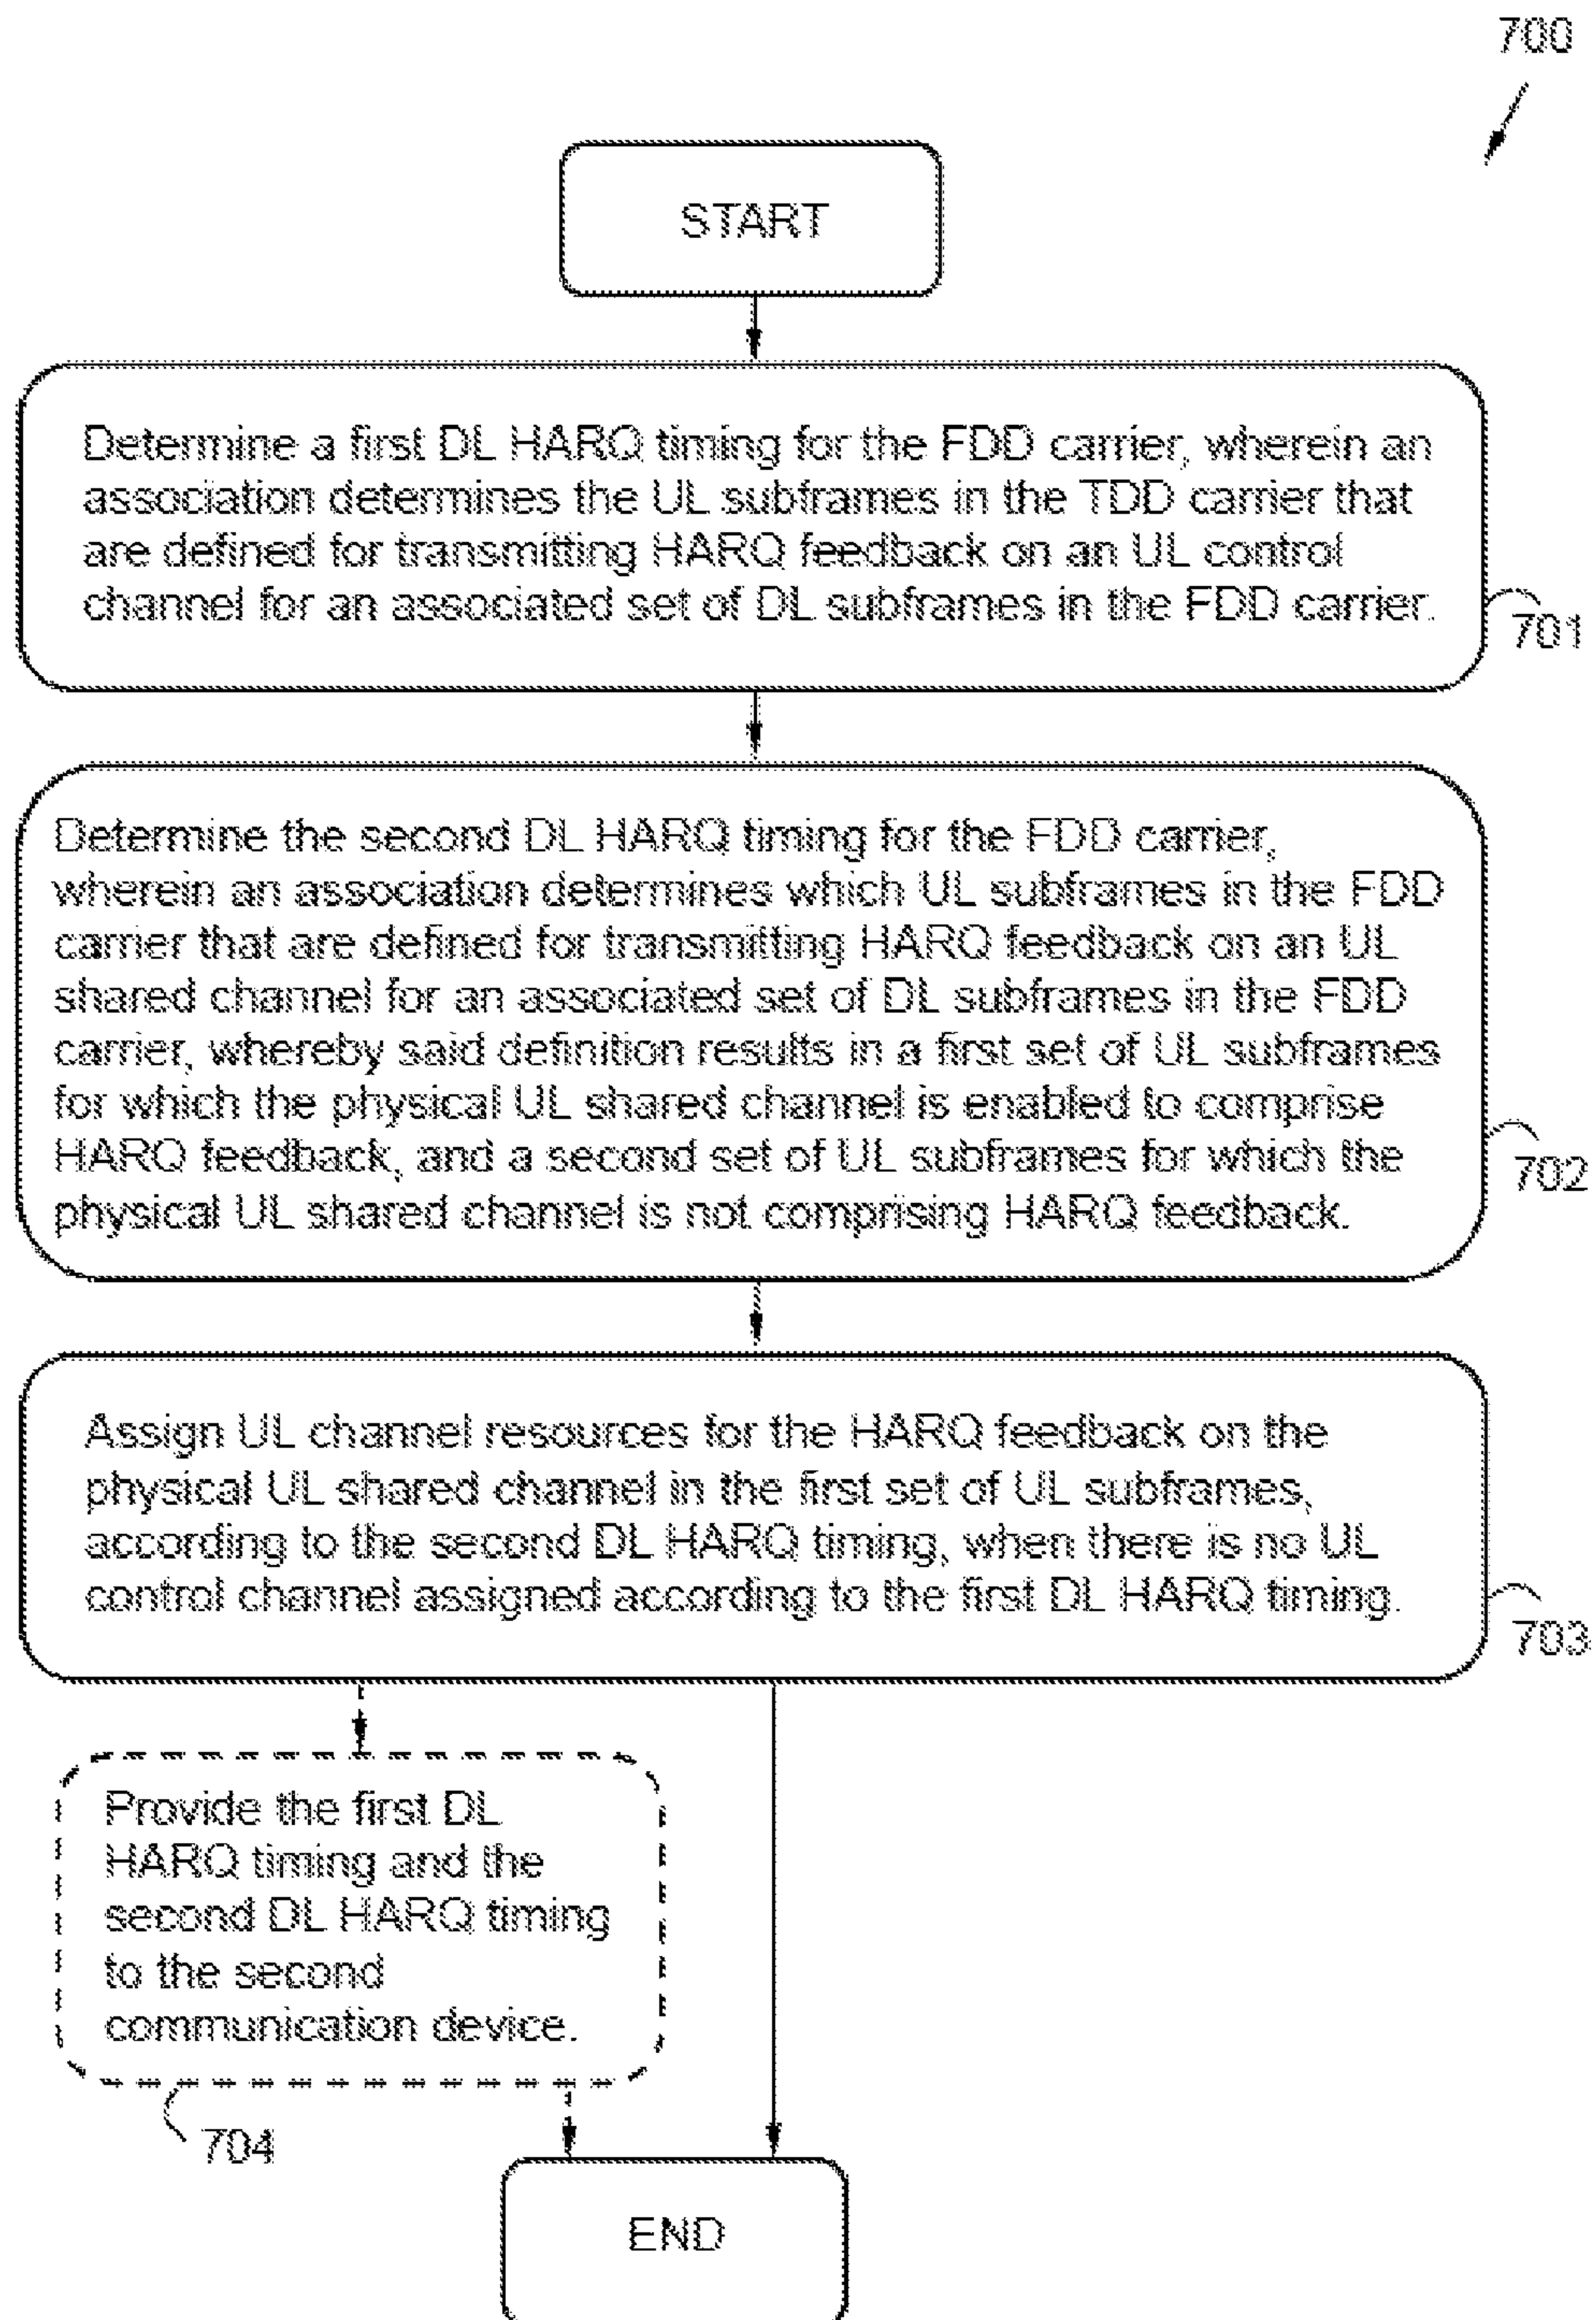 700
START
Determine a first DL HARQ timing for the FDD carrier, wherein an
association determines the UL subframes in the TDD carrier that
are defined for transmitting HARQ feedback on an UL control
channel for an associated set of DL subframes in the FDD carrier.
701
Determine the second DL HARQ timing for the FDD carrier,
wherein an association determines which UL subframes in the FDD
carrier that are defined for transmitting HARQ feedback on an UL
shared channel for an associated set of DL subframes in the FDD
carrier, whereby said definition results in a first set of UL subframes
for which the physical UL shared channel is enabled to comprise
HARQ feedback, and a second set of UL subframes for which the
physical UL shared channel is not comprising HARQ feedback.
702
Assign UL channel resources for the HARQ feedback on the
physical UL shared channel in the first set of UL subframes,
according to the second DL HARQ timing, when there is no UL
control channel assigned according to the first DL HARQ timing.
703
Provide the first DL
HARQ timing and the
second DL HARQ timing
to the second
communication device.
704
END